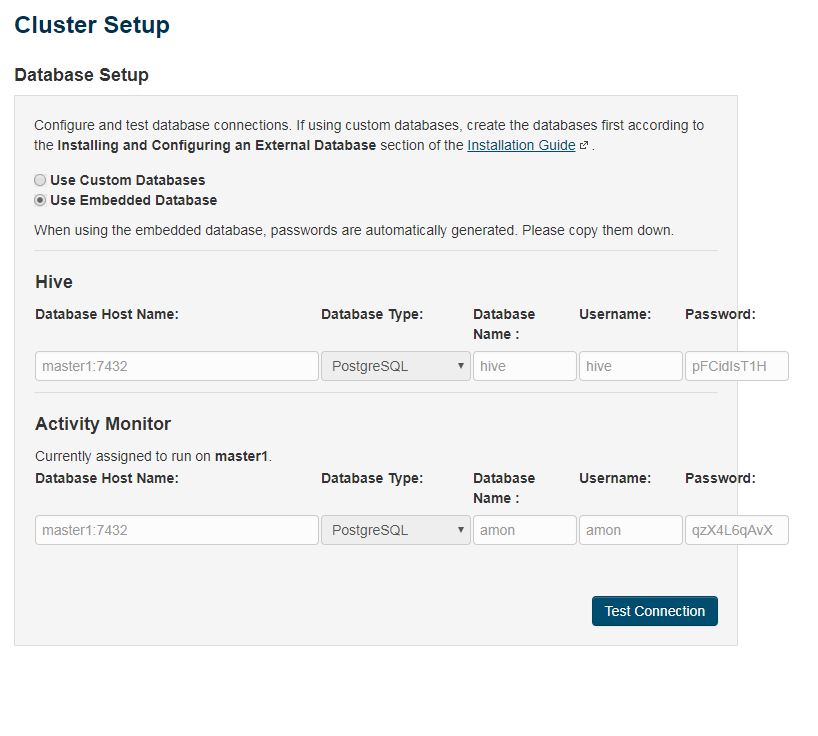 Cluster Setup
Database Setup
Configure and test database connections. If using custom databases, create the databases first according to
the Installing and Configuring an External Database section of the Installation Guide .
Use Custom Databases
Use Embedded Database
When using the embedded database, passwords are automatically generated. Please copy them down.
Hive
Database Host Name: Database Type: Database Name : Username: Password:
master1:7432 PostgreSQL hive hive pFCidIsT1H
Activity Monitor
Currently assigned to run on master1.
Database Host Name: Database Type: Database Name : Username: Password:
master1:7432 PostgreSQL amon amon qzX4L6qAvX
Test Connection